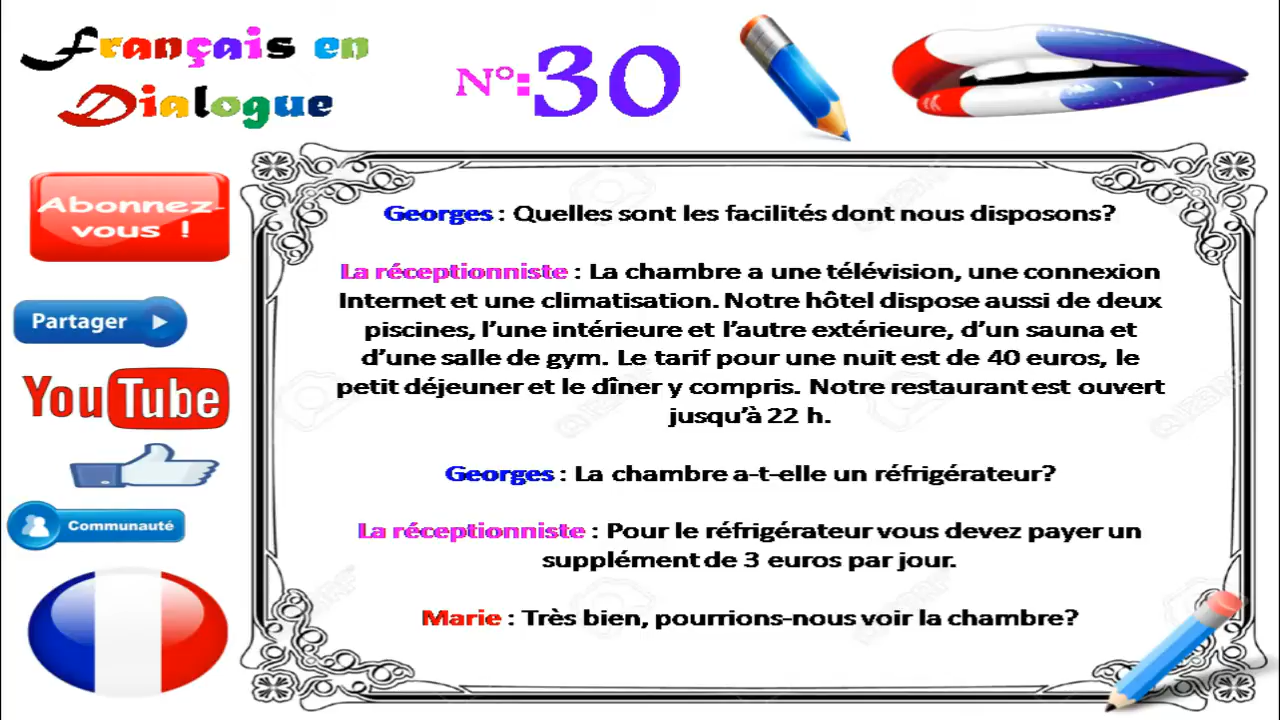 Français en
Dialogue
N°:30
Abonnez-
vous !
Partager
YouTube
Communauté
Georges : Quelles sont les facilités dont nous disposons?
La réceptionniste : La chambre a une télévision, une connexion
Internet et une climatisation. Notre hôtel dispose aussi de deux
piscines, l’une intérieure et l’autre extérieure, d’un sauna et
d’une salle de gym. Le tarif pour une nuit est de 40 euros, le
petit déjeuner et le dîner y compris. Notre restaurant est ouvert
jusqu’à 22 h.
Georges : La chambre a-t-elle un réfrigérateur?
La réceptionniste : Pour le réfrigérateur vous devez payer un
supplément de 3 euros par jour.
Marie : Très bien, pourrions-nous voir la chambre?